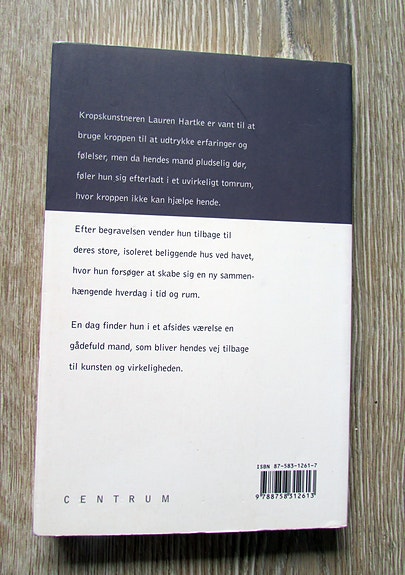 Kropskunstneren Lauren Hartke er vant til at
bruge kroppen til at udtrykke erfaringer og
følelser, men da hendes mand pludselig dør,
føler hun sig efterladt i et uvirkeligt tomrum,
hvor kroppen ikke kan hjælpe hende.
Efter begravelsen vender hun tilbage til
deres store, isoleret beliggende hus ved havet,
hvor hun forsøger at skabe sig en ny sammen-
hængende hverdag i tid og rum.
En dag finder hun i et afsides værelse en
gådefuld mand, som bliver hendes vej tilbage
til kunsten og virkeligheden.
ISBN 87-583-1261-7
9 788758 312613
CENTRUM